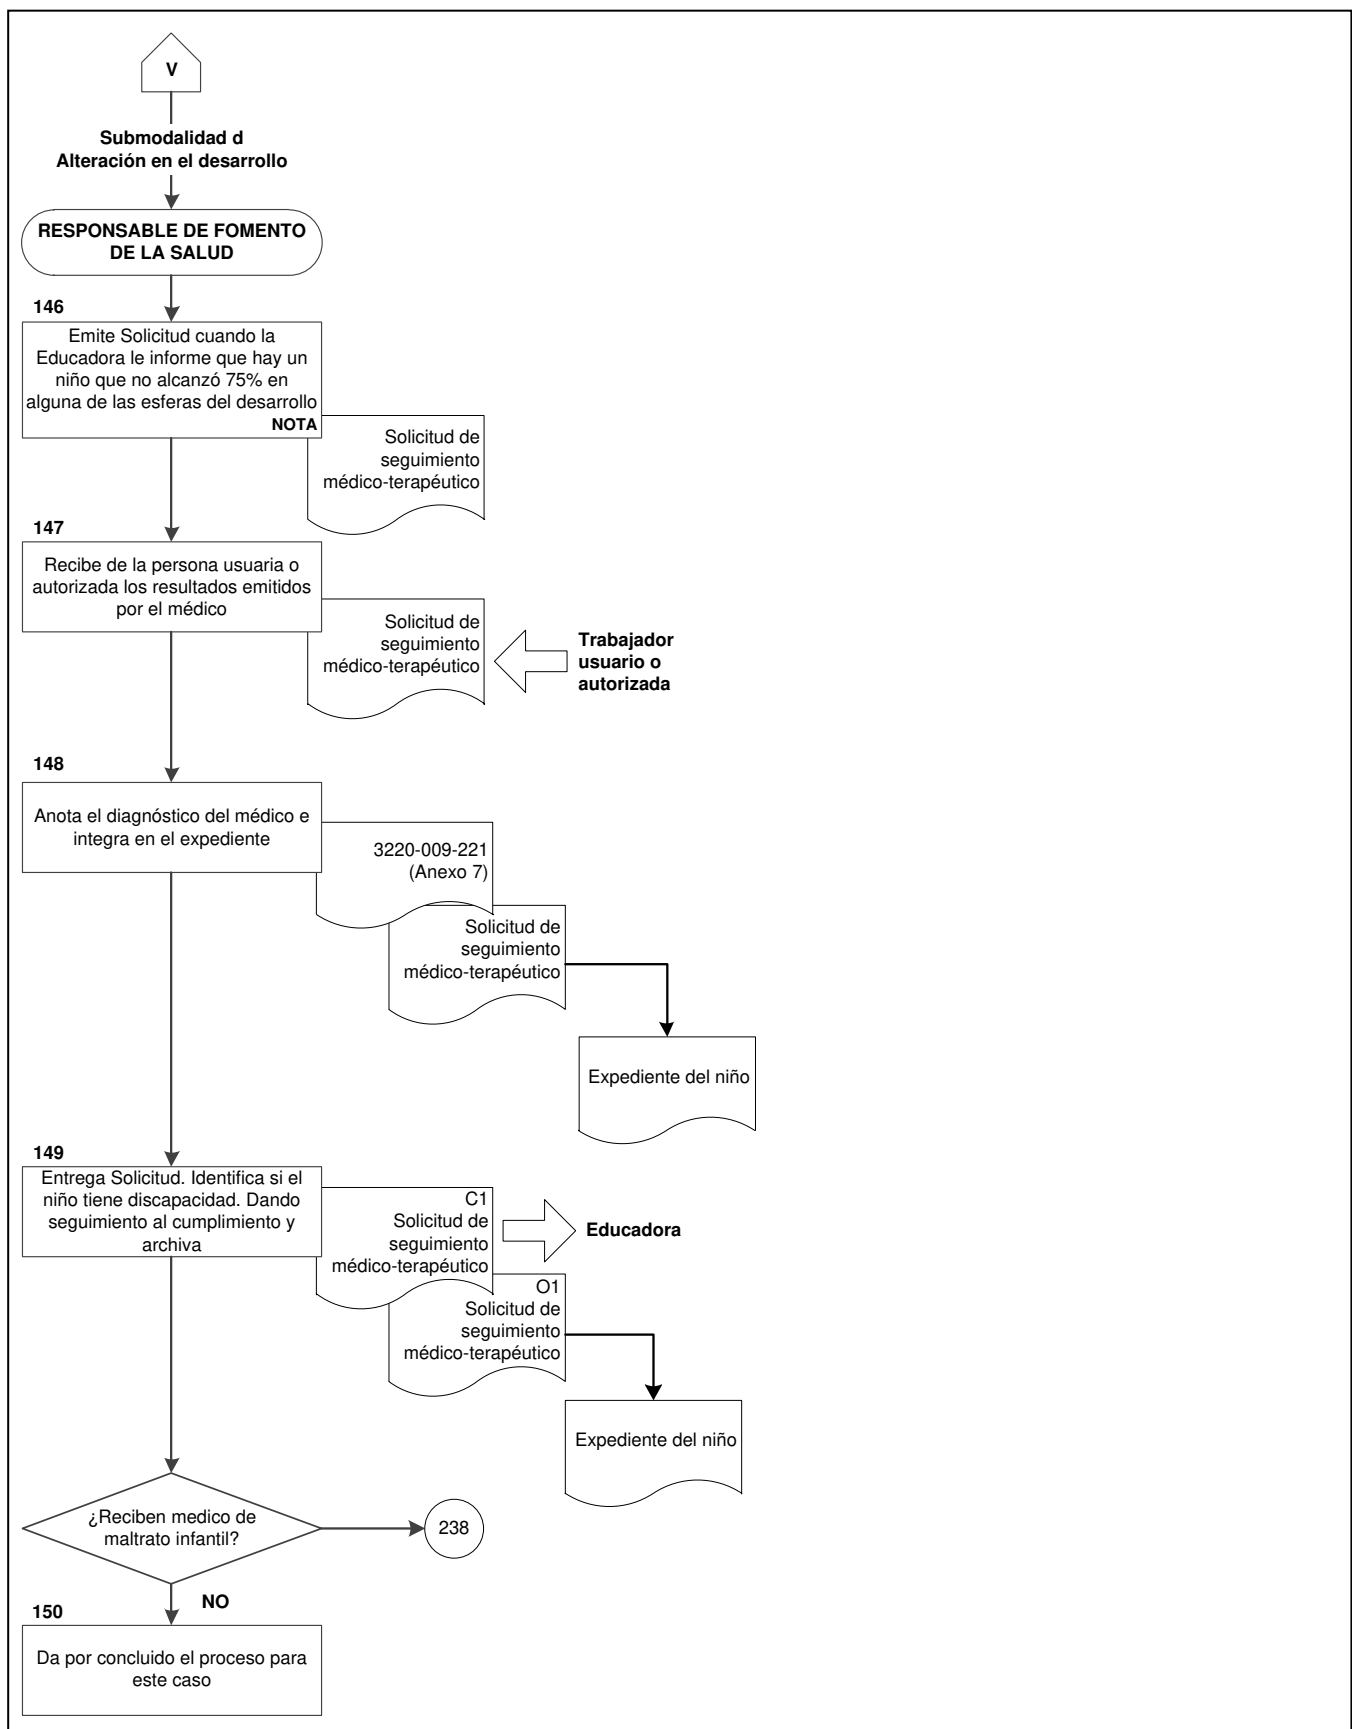 V
Submodalidad d
Alteración en el desarrollo
RESPONSABLE DE FOMENTO
DE LA SALUD
146
Emite Solicitud cuando la
Educadora le informe que hay un
niño que no alcanzó 75% en
alguna de las esferas del desarrollo
NOTA
Solicitud de
seguimiento
médico-terapéutico
147
Recibe de la persona usuaria o
autorizada los resultados emitidos
por el médico
Solicitud de
seguimiento
médico-terapéutico
Trabajador
usuario o
autorizada
148
Anota el diagnóstico del médico e
integra en el expediente
3220-009-221
(Anexo 7)
Solicitud de
seguimiento
médico-terapéutico
Expediente del niño
149
Entrega Solicitud. Identifica si el
niño tiene discapacidad. Dando
seguimiento al cumplimiento y
archiva
C1
Solicitud de
seguimiento
médico-terapéutico
Educadora
O1
Solicitud de
seguimiento
médico-terapéutico
Expediente del niño
¿Reciben medico de
maltrato infantil?
238
NO
150
Da por concluido el proceso para
este caso